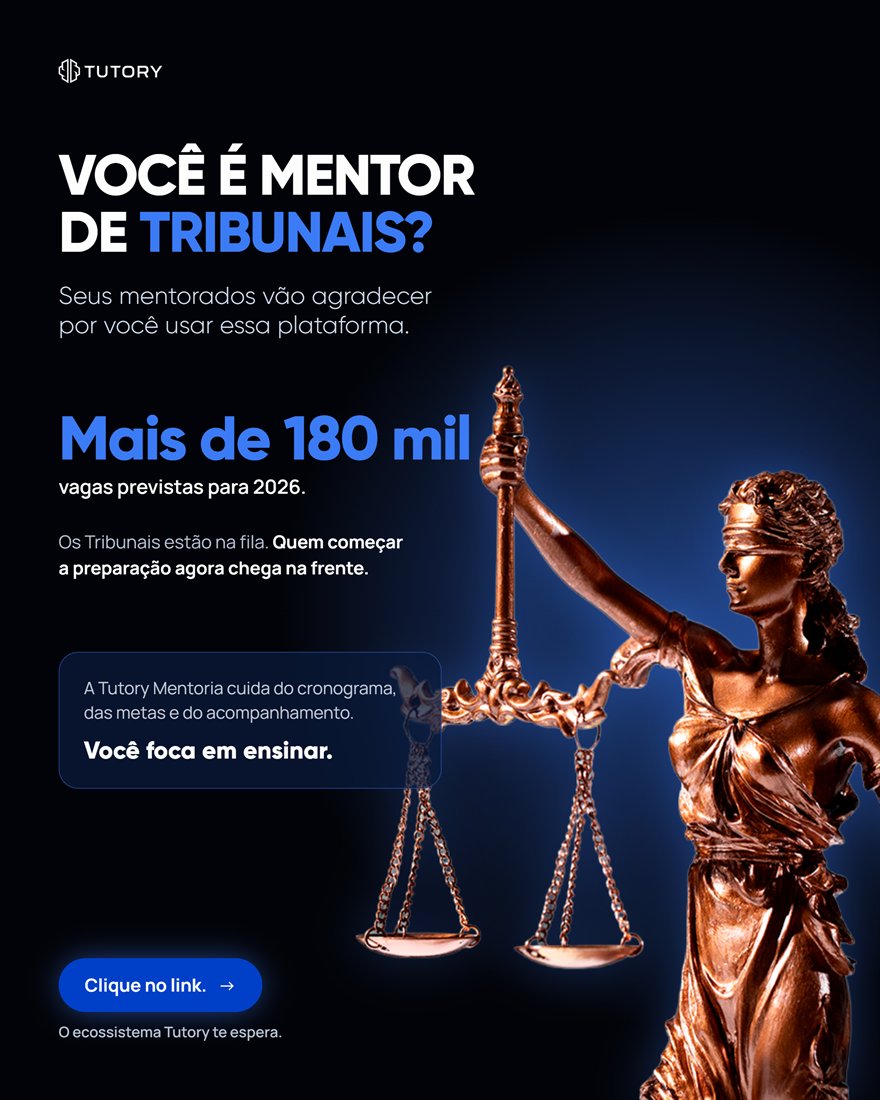 TUTORY
VOCÊ É MENTOR
DE TRIBUNAIS?
Seus mentorados vão agradecer
por você usar essa plataforma.
Mais de 180 mil
vagas previstas para 2026.
Os Tribunais estão na fila. Quem começar
a preparação agora chega na frente.
A Tutory Mentoria cuida do cronograma,
das metas e do acompanhamento.
Você foca em ensinar.
Clique no link. →
O ecossistema Tutory te espera.